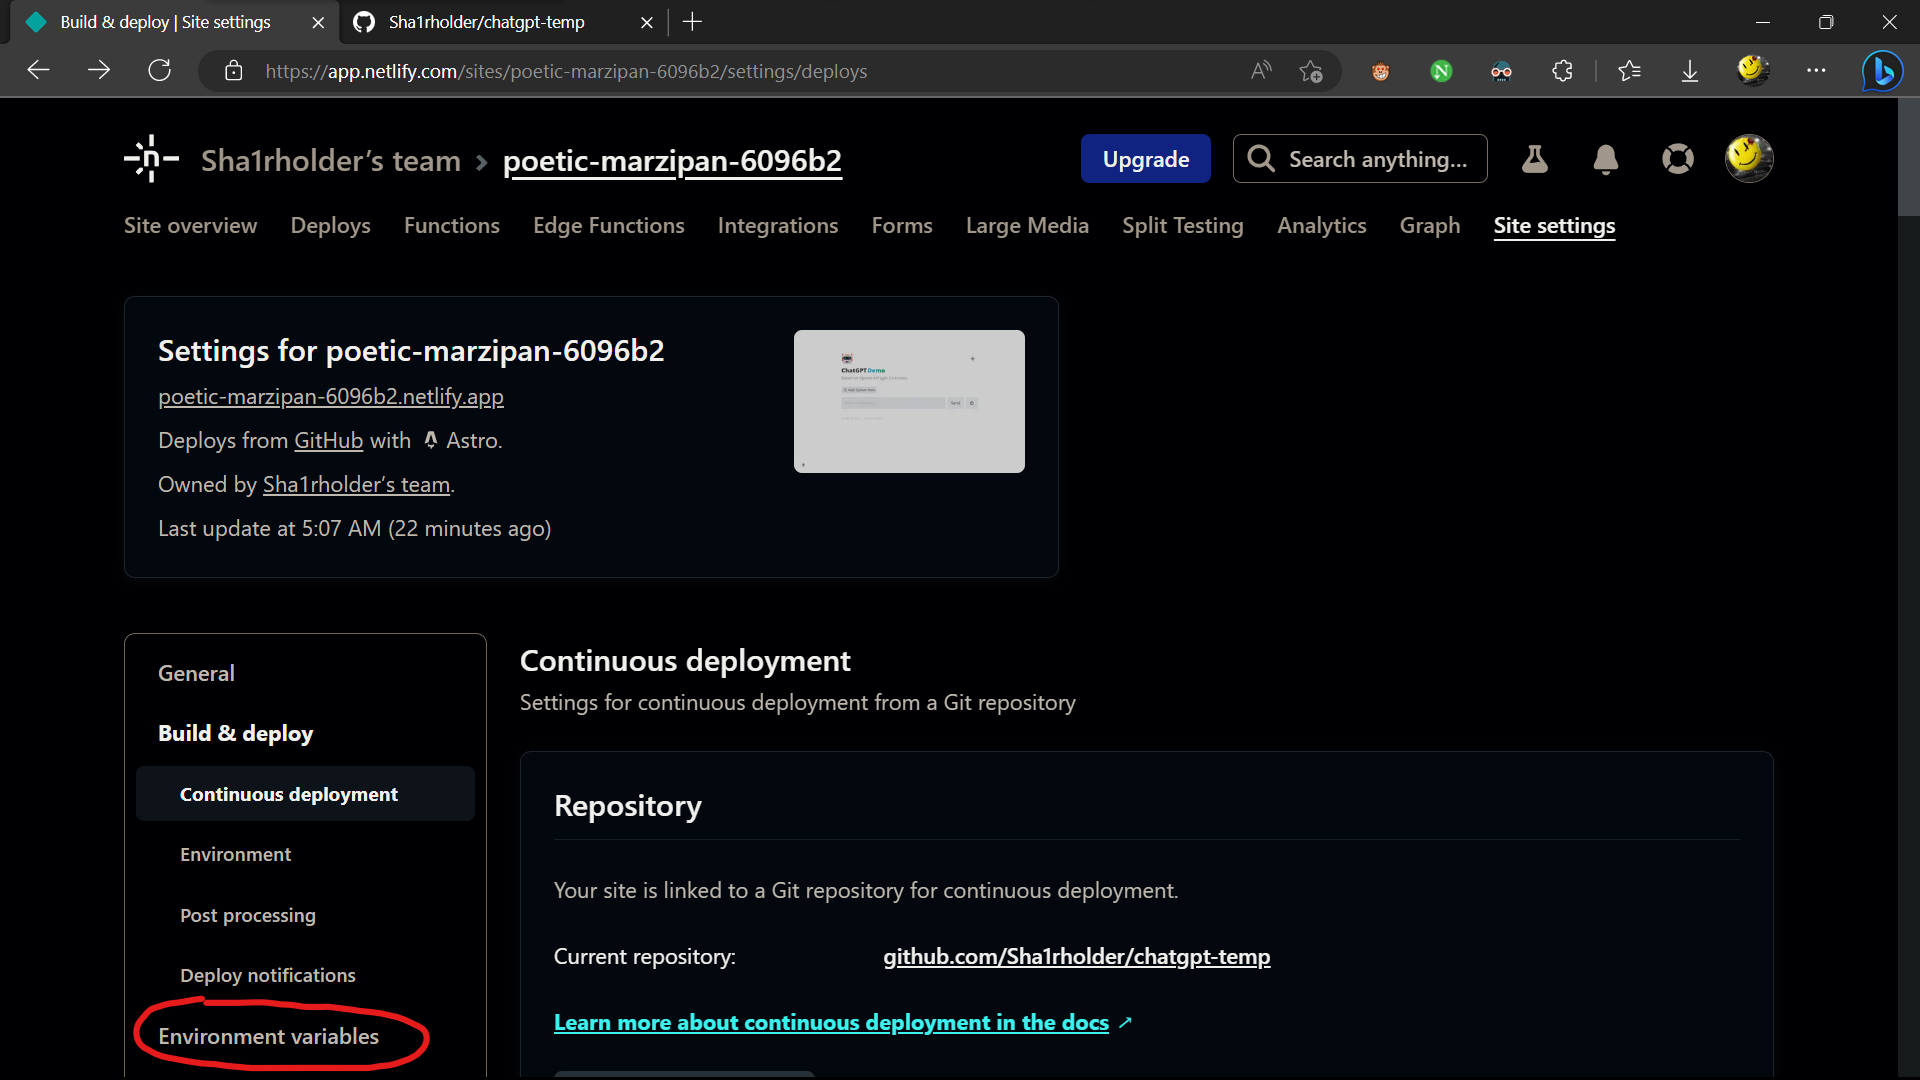 Build & deploy | Site settings
Sha1rholder/chatgpt-temp
https://app.netlify.com/sites/poetic-marzipan-6096b2/settings/deploys
Sha1rholder's team > poetic-marzipan-6096b2
Upgrade
Search anything...
Site overview Deploys Functions Edge Functions Integrations Forms Large Media Split Testing Analytics Graph Site settings
Settings for poetic-marzipan-6096b2
poetic-marzipan-6096b2.netlify.app
Deploys from GitHub with Astro.
Owned by Sha1rholder's team.
Last update at 5:07 AM (22 minutes ago)
ChatGPT Demo
Send
General
Build & deploy
Continuous deployment
Environment
Post processing
Deploy notifications
Environment variables
Continuous deployment
Settings for continuous deployment from a Git repository
Repository
Your site is linked to a Git repository for continuous deployment.
Current repository: github.com/Sha1rholder/chatgpt-temp
Learn more about continuous deployment in the docs ↗